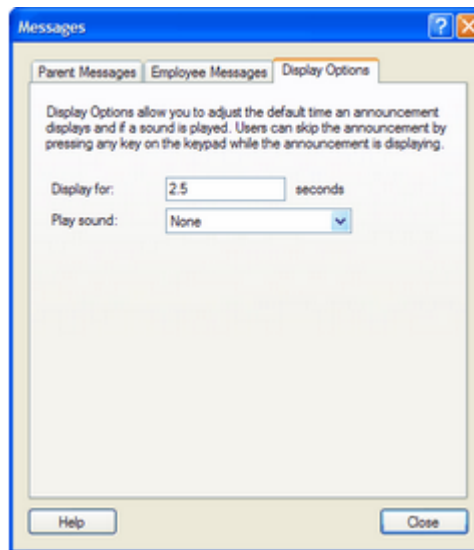 Messages
Parent Messages Employee Messages Display Options
Display Options allow you to adjust the default time an announcement
displays and if a sound is played. Users can skip the announcement by
pressing any key on the keypad while the announcement is displaying.
Display for: 2.5 seconds
Play sound: None
Help Close